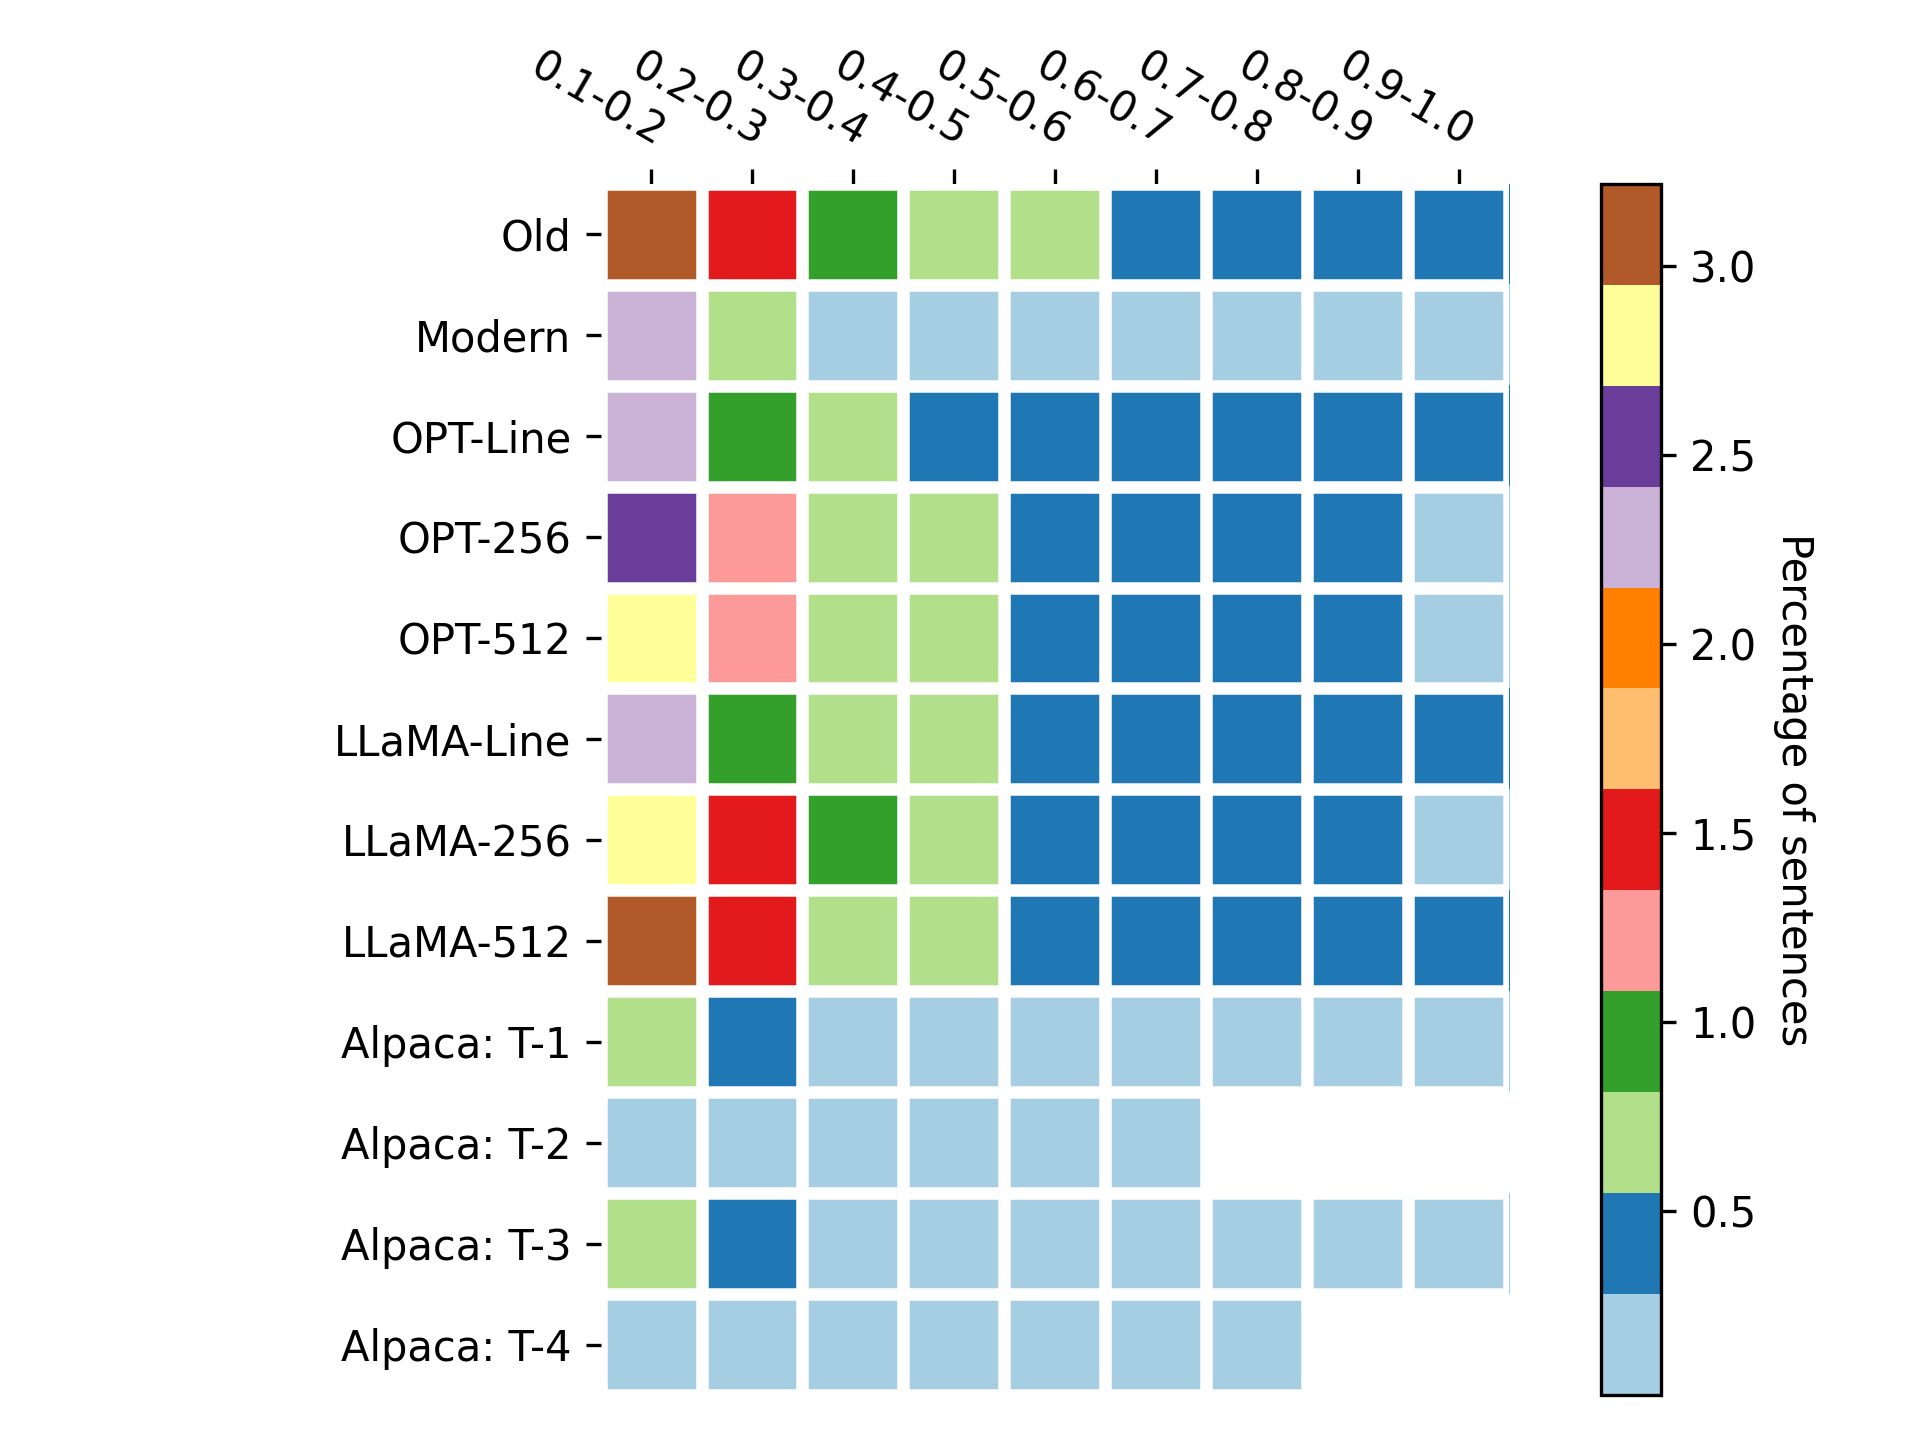 0.1-0.2
0.2-0.3
0.3-0.4
0.4-0.5
0.5-0.6
0.6-0.7
0.7-0.8
0.8-0.9
0.9-1.0
Old
Modern
OPT-Line
OPT-256
OPT-512
LLaMA-Line
LLaMA-256
LLaMA-512
Alpaca: T-1
Alpaca: T-2
Alpaca: T-3
Alpaca: T-4
3.0
2.5
2.0
1.5
1.0
0.5
Percentage of sentences